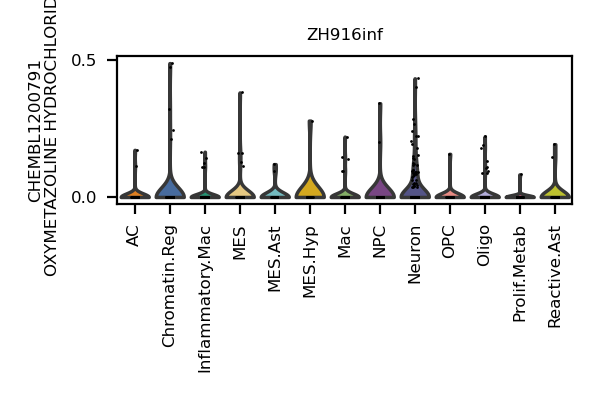 ZH916inf
CHEMBL1200791
OXYMETAZOLINE HYDROCHLORID
0.5
0.0
AC
Chromatin.Reg
Inflammatory.Mac
MES
MES.Ast
MES.Hyp
Mac
NPC
Neuron
OPC
Oligo
Prolif.Metab
Reactive.Ast